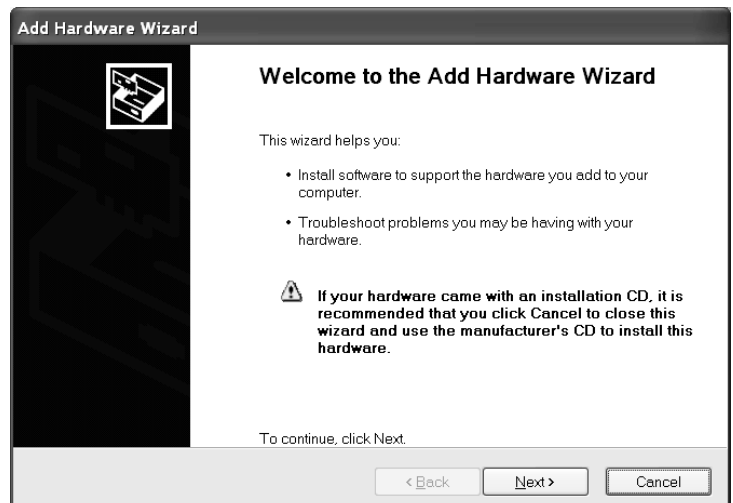 Add Hardware Wizard
Welcome to the Add Hardware Wizard
This wizard helps you:
• Install software to support the hardware you add to your
computer.
• Troubleshoot problems you may be having with your
hardware.
If your hardware came with an installation CD, it is
recommended that you click Cancel to close this
wizard and use the manufacturer's CD to install this
hardware.
To continue, click Next.
< Back Next > Cancel